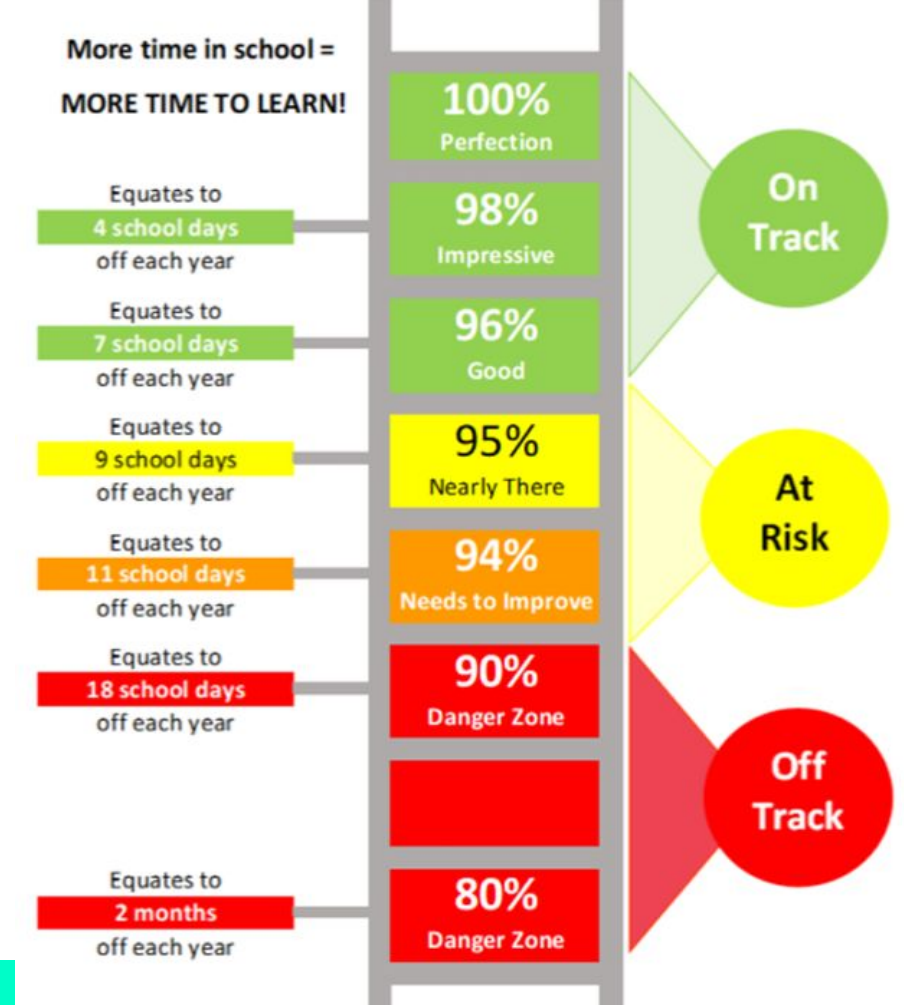 More time in school =
MORE TIME TO LEARN!
100%
Perfection
Equates to
4 school days
off each year
98%
Impressive
On
Track
Equates to
7 school days
off each year
96%
Good
Equates to
9 school days
off each year
95%
Nearly There
At
Risk
Equates to
11 school days
off each year
94%
Needs to Improve
Equates to
18 school days
off each year
90%
Danger Zone
Off
Track
Equates to
2 months
off each year
80%
Danger Zone